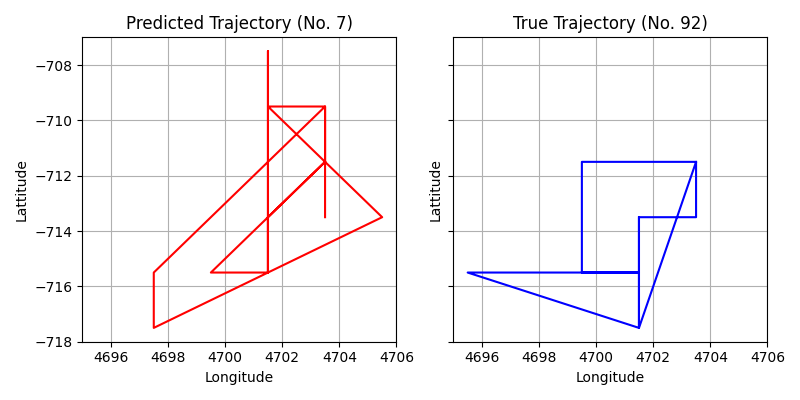 Predicted Trajectory (No. 7)
True Trajectory (No. 92)
Lattitude
−708
−710
−712
−714
−716
−718
4696 4698 4700 4702 4704 4706
Longitude
Lattitude
4696 4698 4700 4702 4704 4706
Longitude